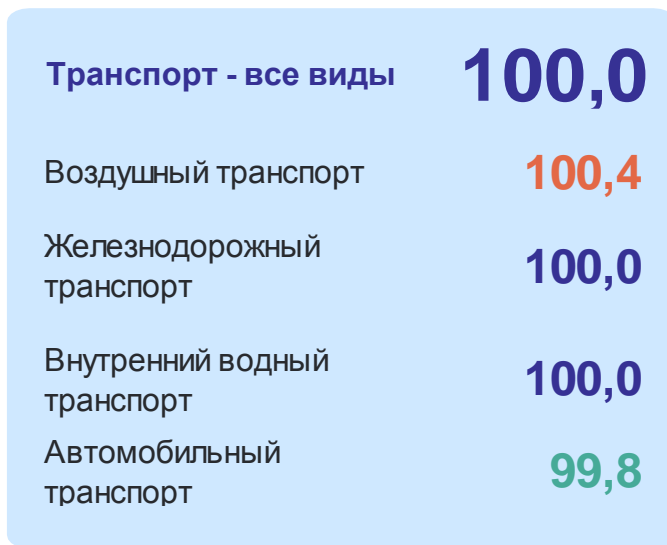 Транспорт - все виды 100,0
Воздушный транспорт 100,4
Железнодорожный
транспорт 100,0
Внутренний водный
транспорт 100,0
Автомобильный
транспорт 99,8